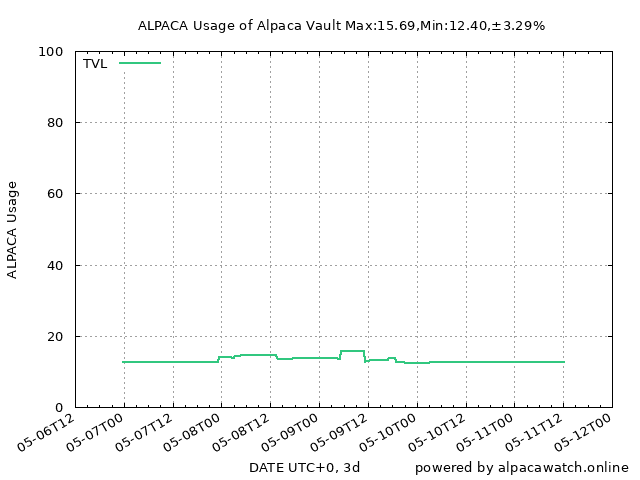 ALPACA Usage of Alpaca Vault Max:15.69,Min:12.40,±3.29%
TVL
ALPACA Usage
100
80
60
40
20
0
05-06T12
05-07T00
05-07T12
05-08T00
05-08T12
05-09T00
05-09T12
05-10T00
05-10T12
05-11T00
05-11T12
05-12T00
DATE UTC+0, 3d
powered by alpacawatch.online